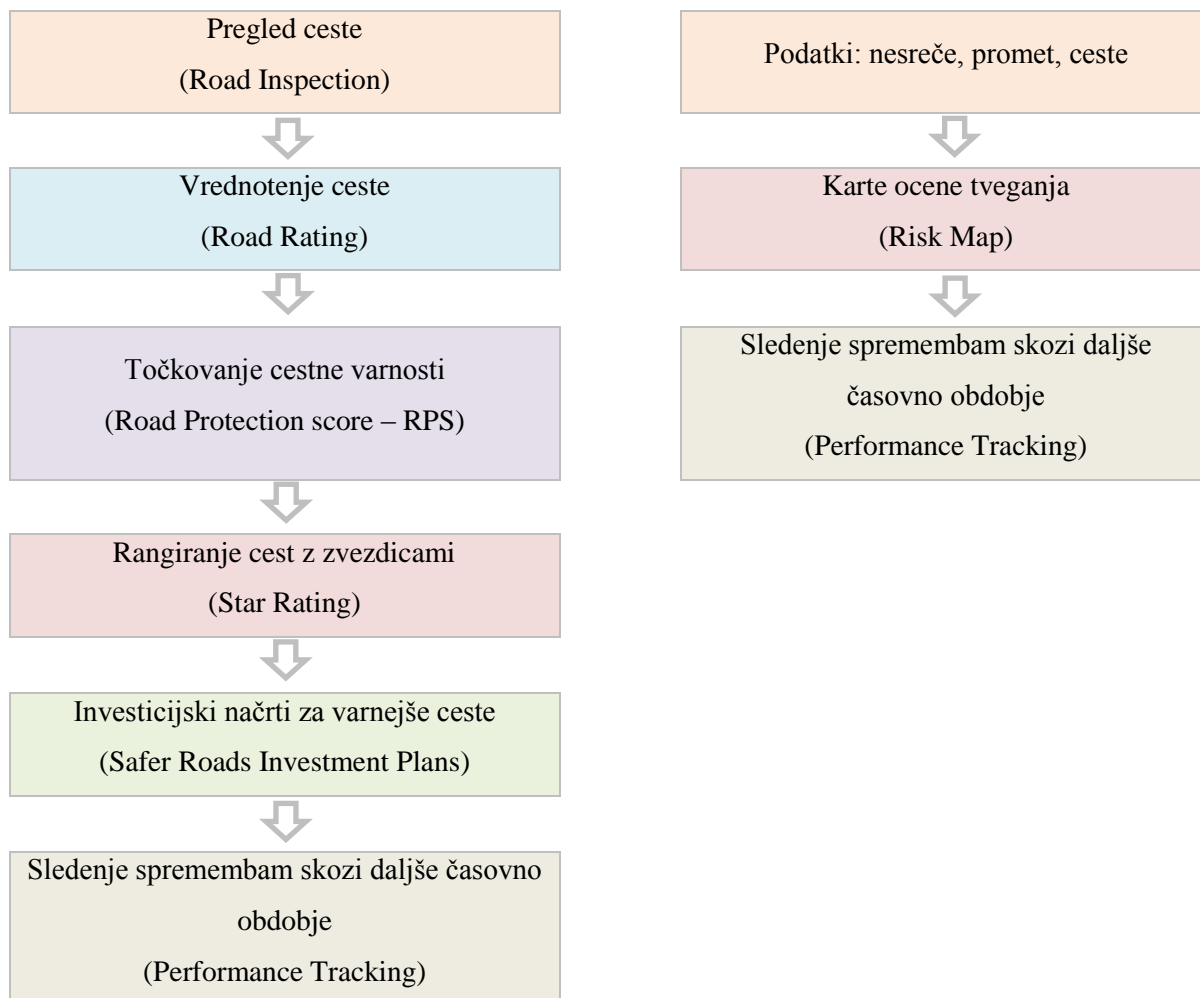 Pregled ceste
(Road Inspection)
Vrednotenje ceste
(Road Rating)
Točkovanje cestne varnosti
(Road Protection score – RPS)
Rangiranje cest z zvezdicami
(Star Rating)
Investicijski načrti za varnejše ceste
(Safer Roads Investment Plans)
Sledenje spremembam skozi daljše časovno
obdobje
(Performance Tracking)
Podatki: nesreče, promet, ceste
Karte ocene tveganja
(Risk Map)
Sledenje spremembam skozi daljše
časovno obdobje
(Performance Tracking)